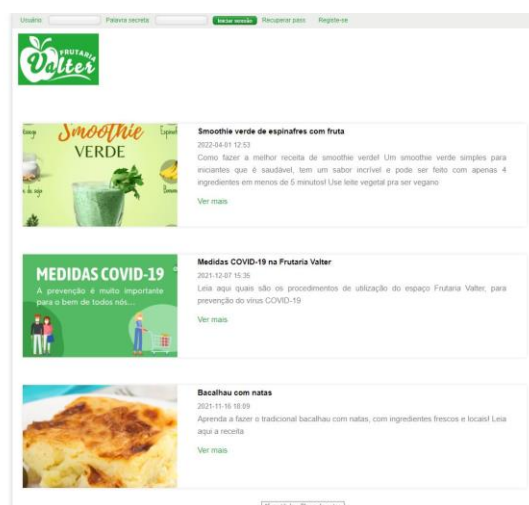 Usuário: Palavra secreta: Iniciar sessão Recuperar pass Registe-se
FRUTARIA
Valter
Smoothie
VERDE
Smoothie verde de espinafres com fruta
2022-04-01 12:53
Como fazer a melhor receita de smoothie verde! Um smoothie verde simples para
iniciantes que é saudável, tem um sabor incrível e pode ser feito com apenas 4
ingredientes em menos de 5 minutos! Use leite vegetal pra ser vegano
Ver mais
MEDIDAS COVID-19
A prevenção é muito importante
para o bem de todos nós...
Medidas COVID-19 na Frutaria Valter
2021-12-07 15:35
Leia aqui quais são os procedimentos de utilização do espaço Frutaria Valter, para
prevenção do vírus COVID-19
Ver mais
Bacalhau com natas
2021-11-16 18:09
Aprenda a fazer o tradicional bacalhau com natas, com ingredientes frescos e locais! Leia
aqui a receita
Ver mais